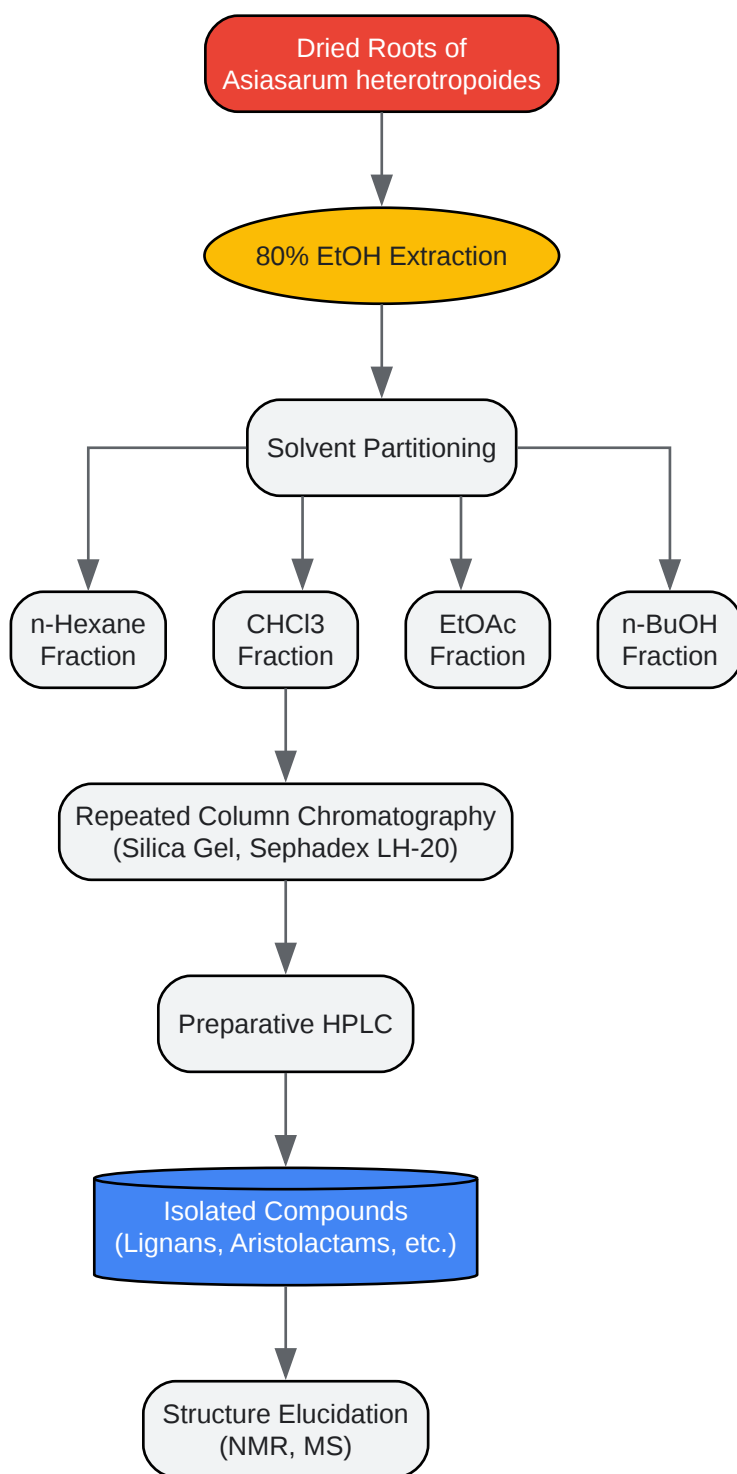 Dried Roots of
Asiasarum heterotropoides
80% EtOH Extraction
Solvent Partitioning
n-Hexane
Fraction
CHCl3
Fraction
EtOAc
Fraction
n-BuOH
Fraction
Repeated Column Chromatography
(Silica Gel, Sephadex LH-20)
Preparative HPLC
Isolated Compounds
(Lignans, Aristolactams, etc.)
Structure Elucidation
(NMR, MS)